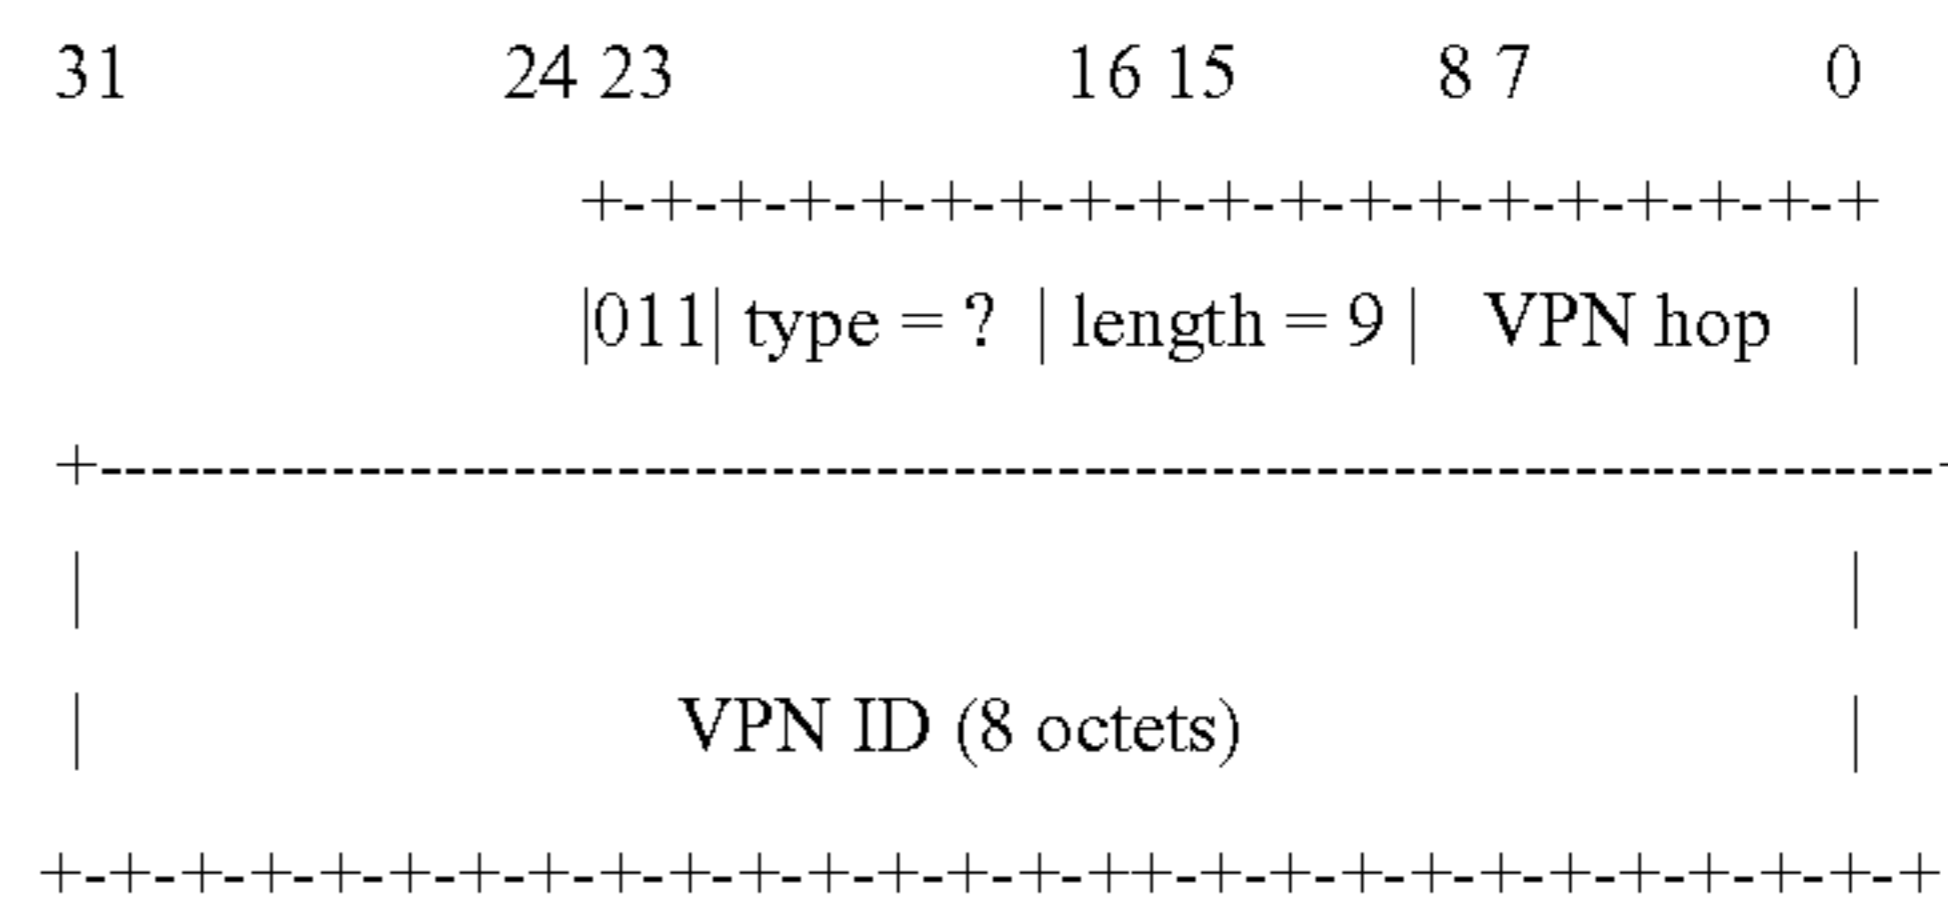 31 24 23 16 15 8 7 0
+-+-+-+-+-+-+-+-+-+-+-+-+-+-+-+-+-+-+
|011| type = ? | length = 9 | VPN hop |
+-----------------------------------------------------------------------+
| |
| VPN ID (8 octets) |
+-+-+-+-+-+-+-+-+-+-+-+-+-+-+-++-+-+-+-+-+-+-+-+-+-+-+-+